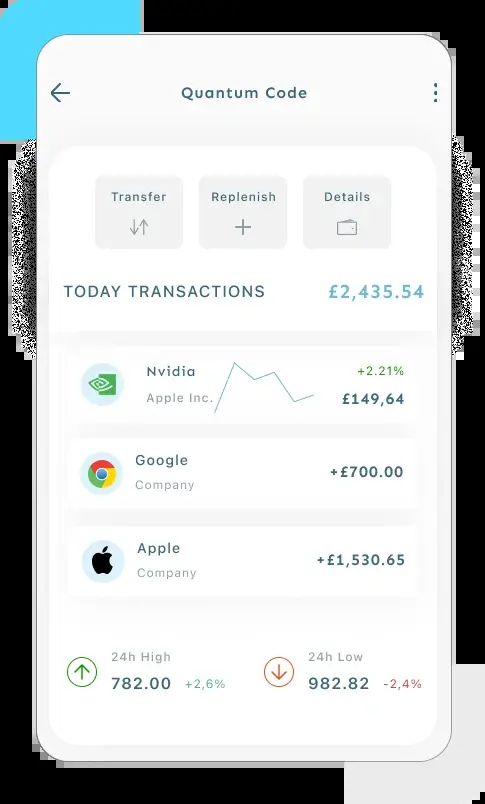 Quantum Code
Transfer
Replenish
Details
TODAY TRANSACTIONS
£2,435.54
Nvidia
+2.21%
Apple Inc.
£149,64
Google
+£700.00
Company
Apple
+£1,530.65
Company
24h High
24h Low
782.00 +2,6%
982.82 -2,4%